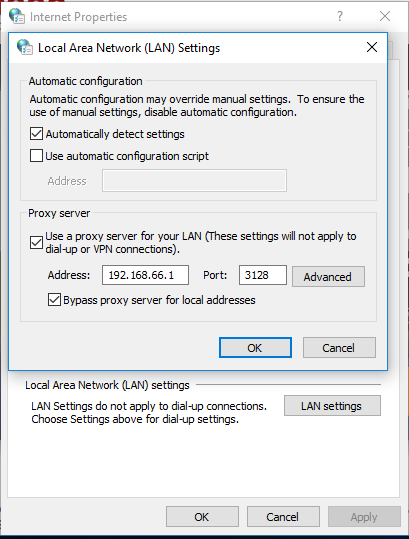 Internet Properties
Local Area Network (LAN) Settings
Automatic configuration
Automatic configuration may override manual settings. To ensure the
use of manual settings, disable automatic configuration.
Automatically detect settings
Use automatic configuration script
Address
Proxy server
Use a proxy server for your LAN (These settings will not apply to
dial-up or VPN connections).
Address: 192.168.66.1 Port: 3128 Advanced
Bypass proxy server for local addresses
OK Cancel
Local Area Network (LAN) settings
LAN Settings do not apply to dial-up connections.
Choose Settings above for dial-up settings.
LAN settings
OK Cancel Apply